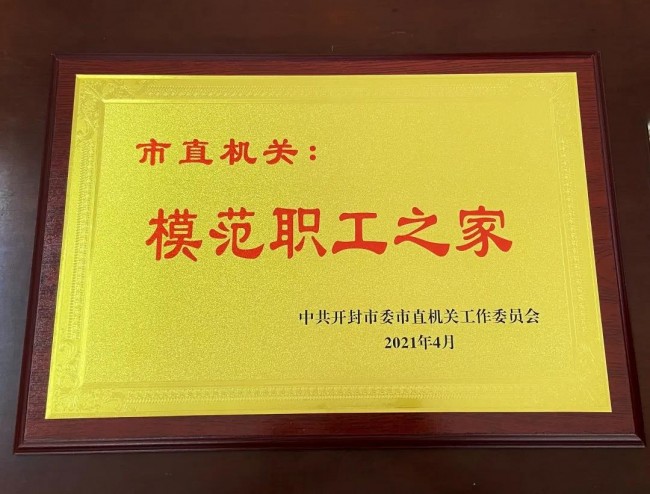 市直机关：
模范职工之家
中共开封市委市直机关工作委员会
2021年4月